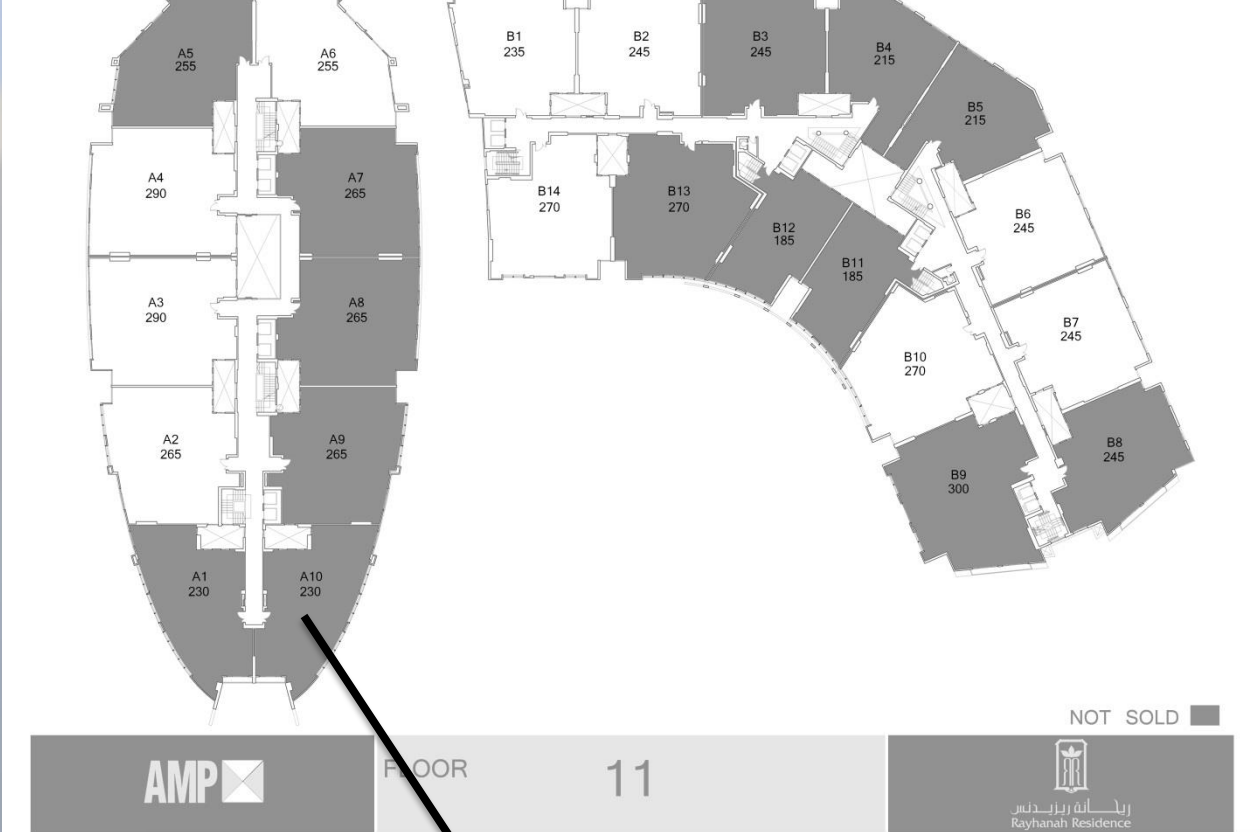 A5
255
A6
255
A4
290
A7
265
A3
290
A8
265
A2
265
A9
265
A1
230
A10
230
B1
235
B2
245
B3
245
B4
215
B5
215
B14
270
B13
270
B12
185
B11
185
B6
245
B7
245
B10
270
B9
300
B8
245
NOT SOLD
AMP
FLOOR 11
ريحانة ريزيدنس
Rayhanah Residence